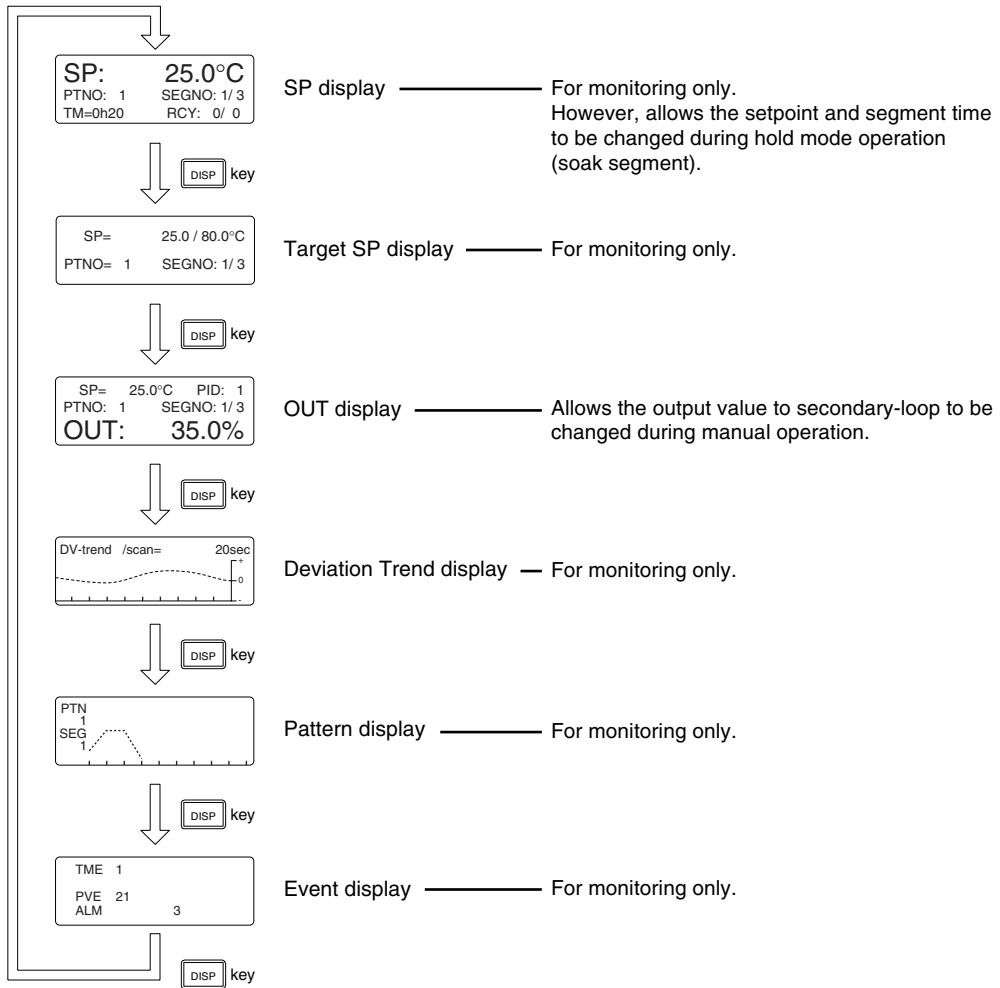 SP: 25.0°C
PTNO: 1 SEGNO: 1/ 3
TM=0h20 RCY: 0/ 0
SP display
For monitoring only.
However, allows the setpoint and segment time
to be changed during hold mode operation
(soak segment).
DISP key
SP= 25.0 / 80.0°C
PTNO= 1 SEGNO: 1/ 3
Target SP display
For monitoring only.
DISP key
SP= 25.0°C PID: 1
PTNO: 1 SEGNO: 1/ 3
OUT: 35.0%
OUT display
Allows the output value to secondary-loop to be
changed during manual operation.
DISP key
DV-trend /scan= 20sec
+
0
-
Deviation Trend display
For monitoring only.
DISP key
PTN
1
SEG
1
Pattern display
For monitoring only.
DISP key
TME 1
PVE 21
ALM 3
Event display
For monitoring only.
DISP key